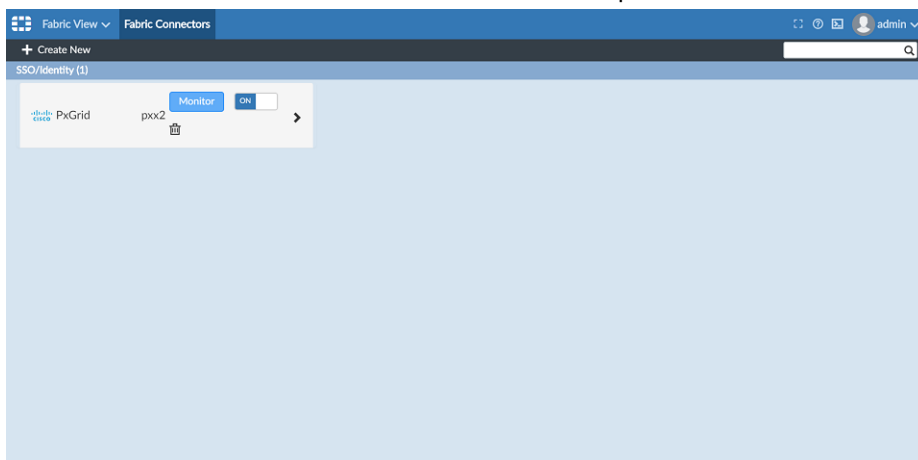 Fabric View Fabric Connectors admin
+ Create New
SSO/Identity (1)
Monitor ON
cisco PxGrid pxx2